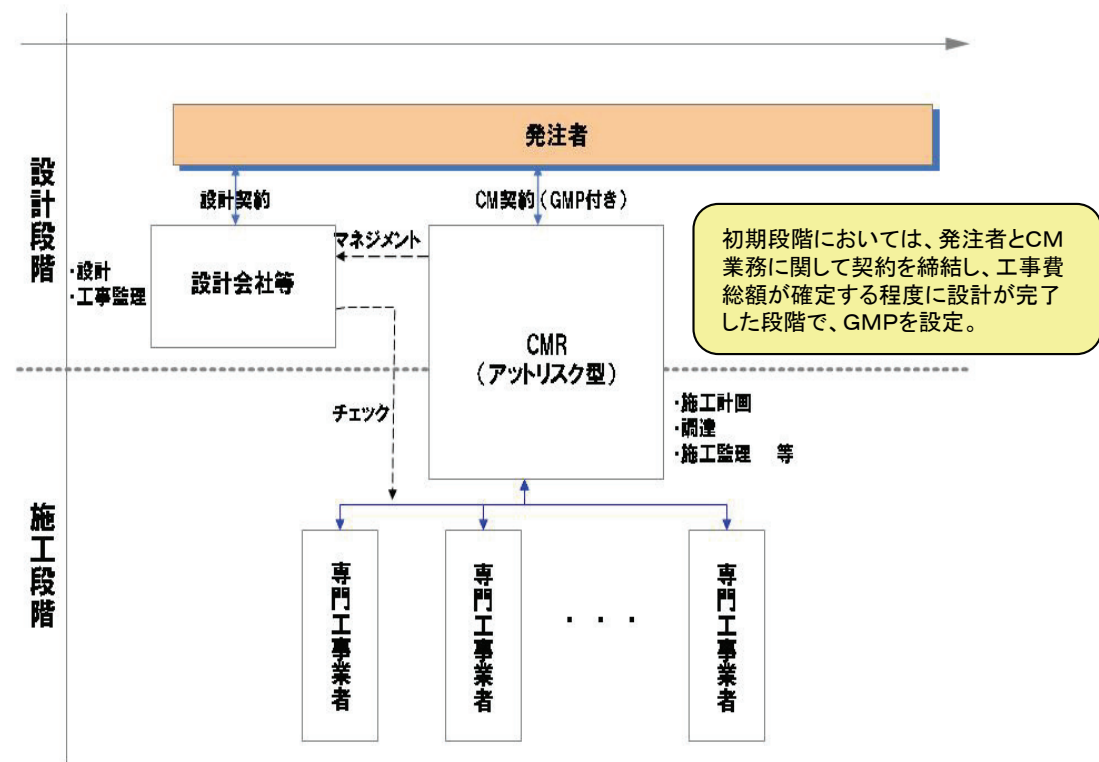 発注者
設計段階
設計契約
CM契約(GMP付き)
マネジメント
・設計
・工事監理
設計会社等
初期段階においては、発注者とCM
業務に関して契約を締結し、工事費
総額が確定する程度に設計が完了
した段階で、GMPを設定。
CMR
(アットリスク型)
チェック
・施工計画
・調達
・施工監理 等
施工段階
専門工事業者
専門工事業者
・・・
専門工事業者